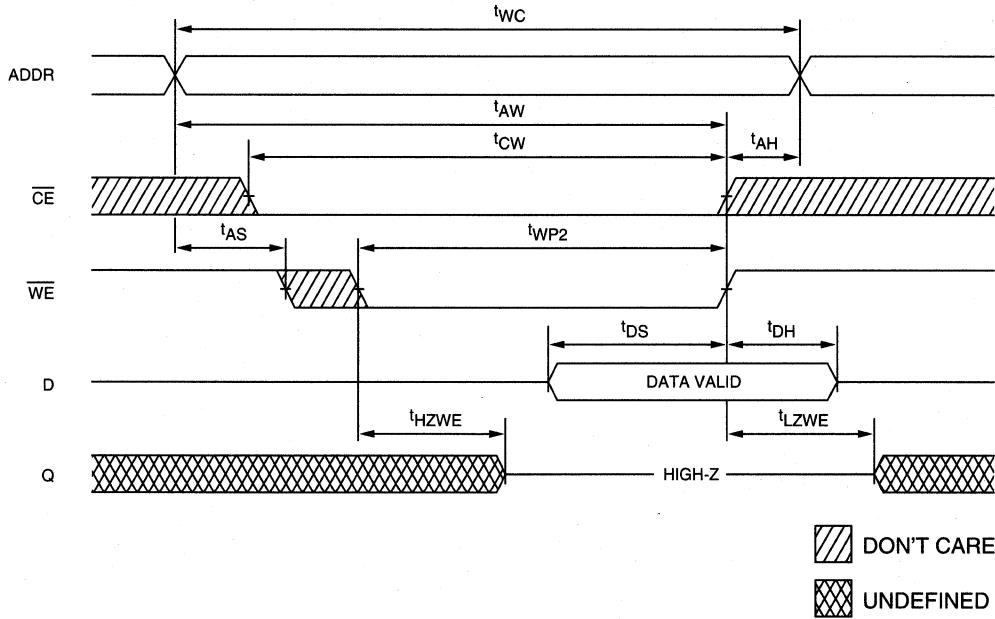 tWC
ADDR
tAW
tCW
tAH
CE
tAS
tWP2
WE
tDS
tDH
D
DATA VALID
tHZWE
tLZWE
Q
HIGH-Z
DON'T CARE
UNDEFINED